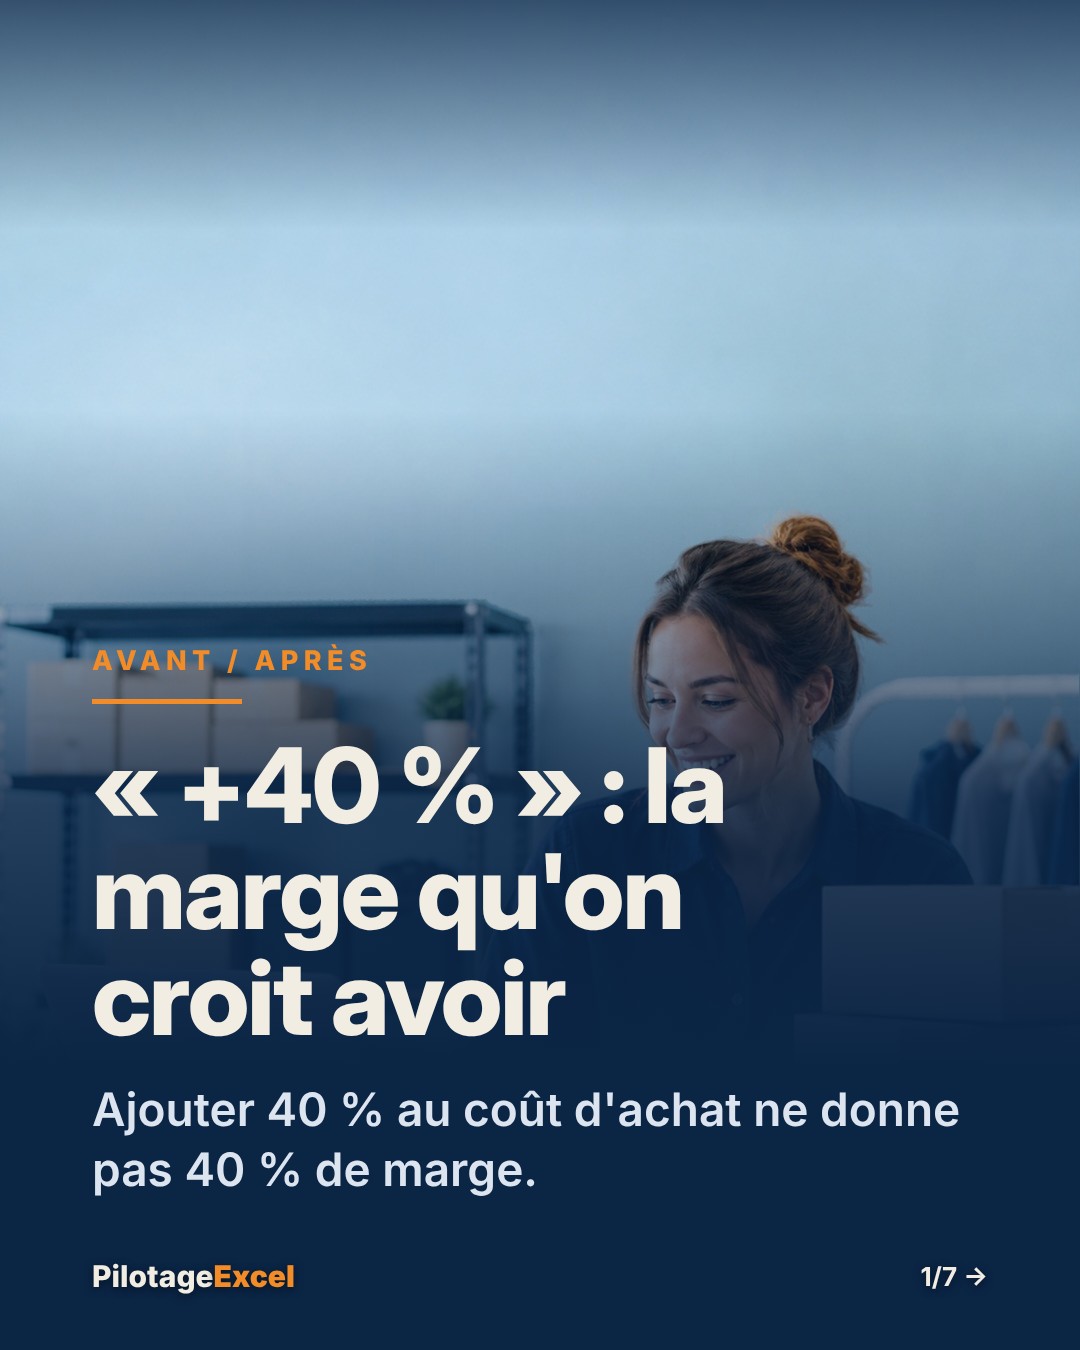 AVANT / APRÈS
« +40 % » : la
marge qu'on
croit avoir
Ajouter 40 % au coût d'achat ne donne
pas 40 % de marge.
PilotageExcel
1/7 →